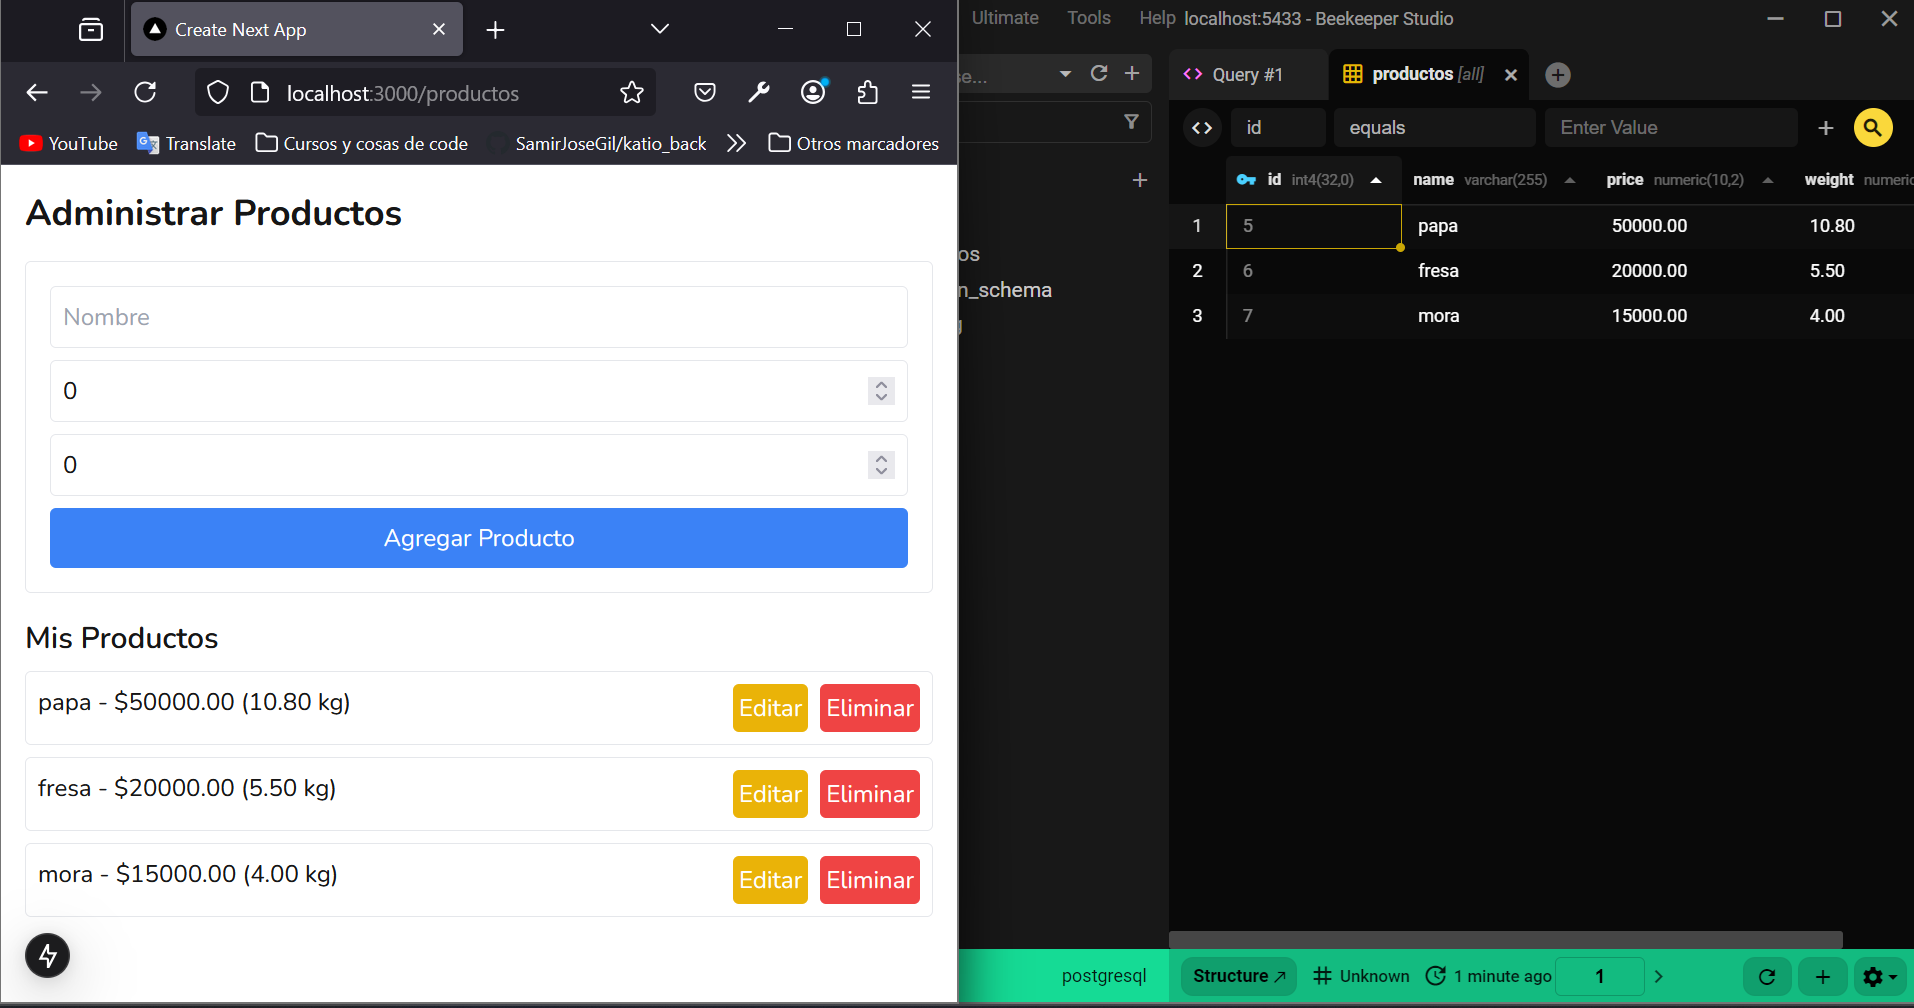 Create Next App
localhost:3000/productos
YouTube
Translate
Cursos y cosas de code
SamirJoseGil/katio_back
Otros marcadores
Administrar Productos
Nombre
0
0
Agregar Producto
Mis Productos
papa - $50000.00 (10.80 kg)
Editar
Eliminar
fresa - $20000.00 (5.50 kg)
Editar
Eliminar
mora - $15000.00 (4.00 kg)
Editar
Eliminar
Ultimate Tools Help localhost:5433 - Beekeeper Studio
se...
Query #1
productos [all]
id equals Enter Value
id int4(32,0) name varchar(255) price numeric(10,2) weight numeric
1 5 papa 50000.00 10.80
2 6 fresa 20000.00 5.50
3 7 mora 15000.00 4.00
os
n_schema
postgresql
Structure
Unknown
1 minute ago
1